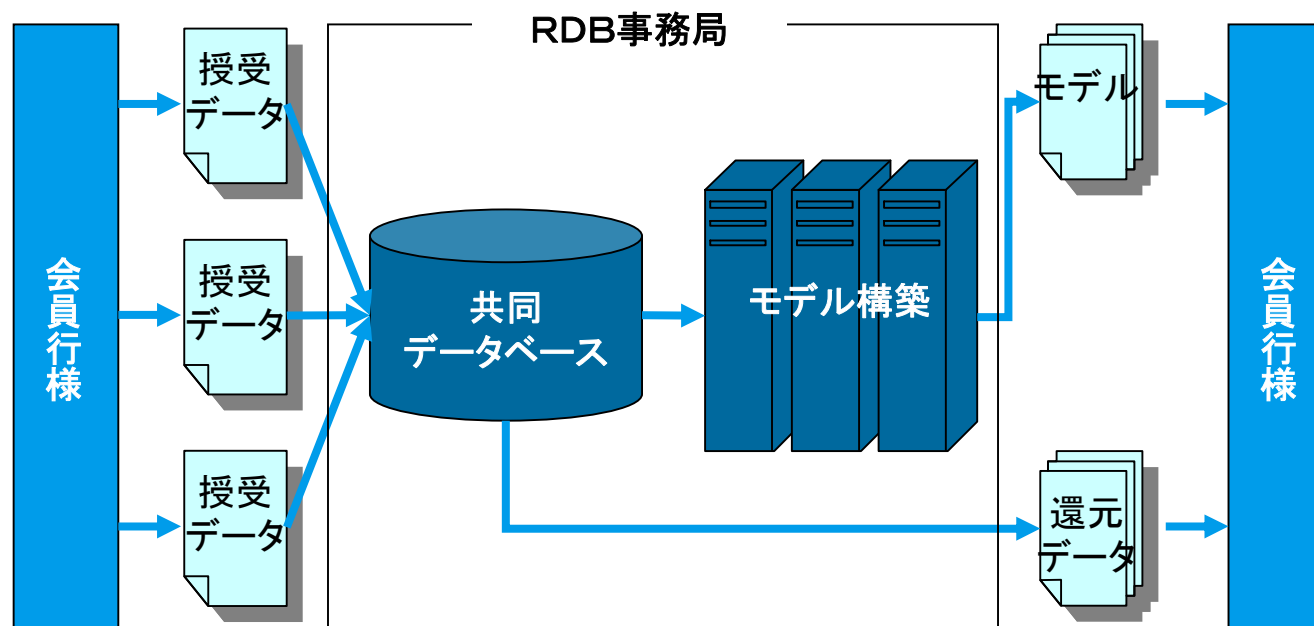 RDB事務局
会員行様
授受
データ
授受
データ
授受
データ
共同
データベース
モデル構築
モデル
還元
データ
会員行様